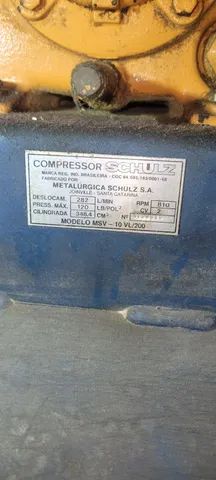 COMPRESSOR SCHULZ
MARCA REG. IND. BRASILEIRA - CGC 84.693.183/0001-68
FABRICADO POR
METALÚRGICA SCHULZ S.A.
JOINVILLE - SANTA CATARINA
DESLOCAM. 282 L/MIN RPM 810
PRESS. MÁX. 120 LB/POL² CV 2
CILINDRADA 348,4 CM³ Nº
MODELO MSV - 10 VL/200